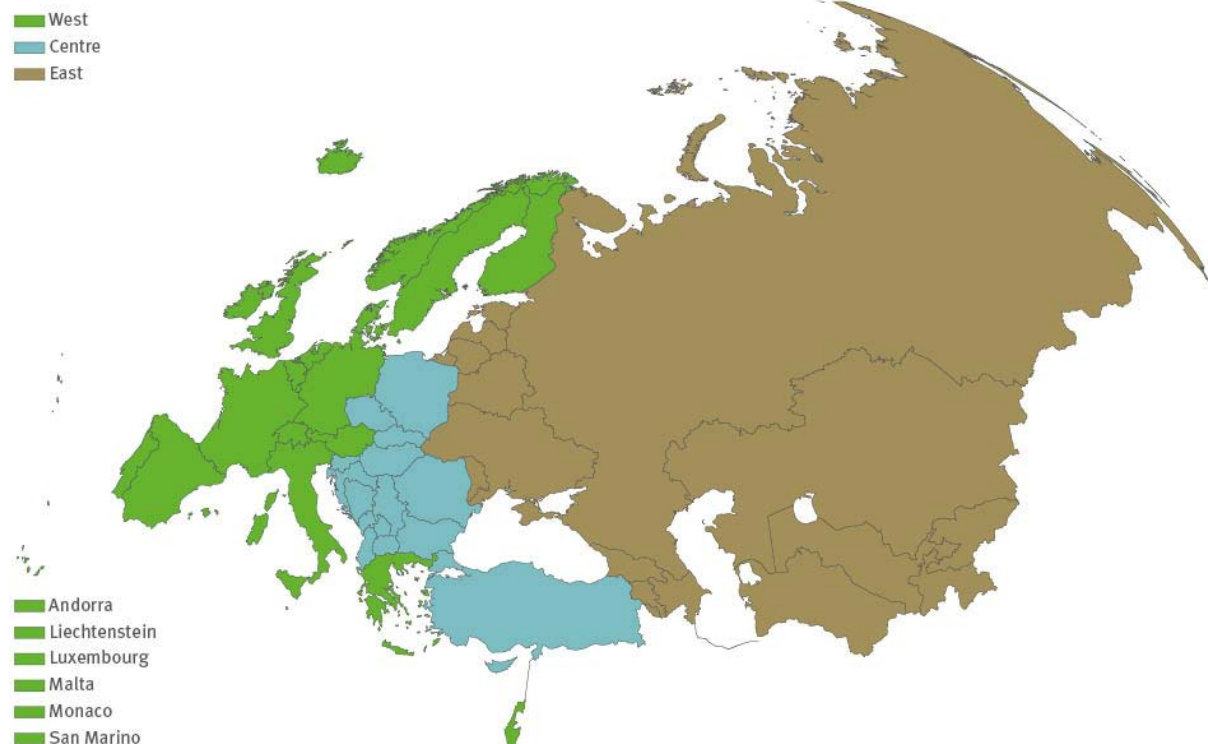 West
Centre
East
Andorra
Liechtenstein
Luxembourg
Malta
Monaco
San Marino